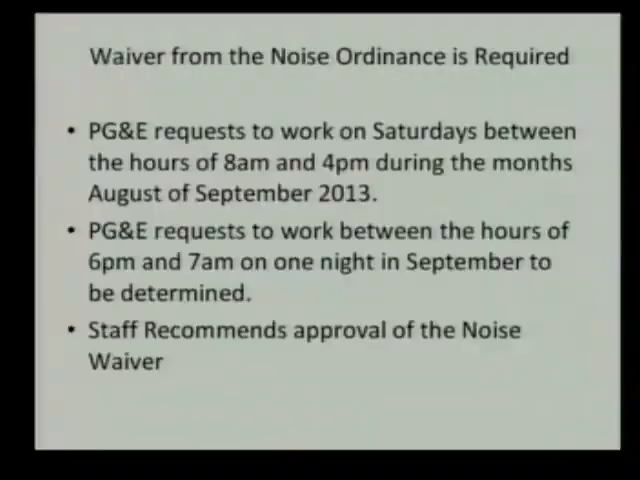 Waiver from the Noise Ordinance is Required
• PG&E requests to work on Saturdays between
the hours of 8am and 4pm during the months
August of September 2013.
• PG&E requests to work between the hours of
6pm and 7am on one night in September to
be determined.
• Staff Recommends approval of the Noise
Waiver